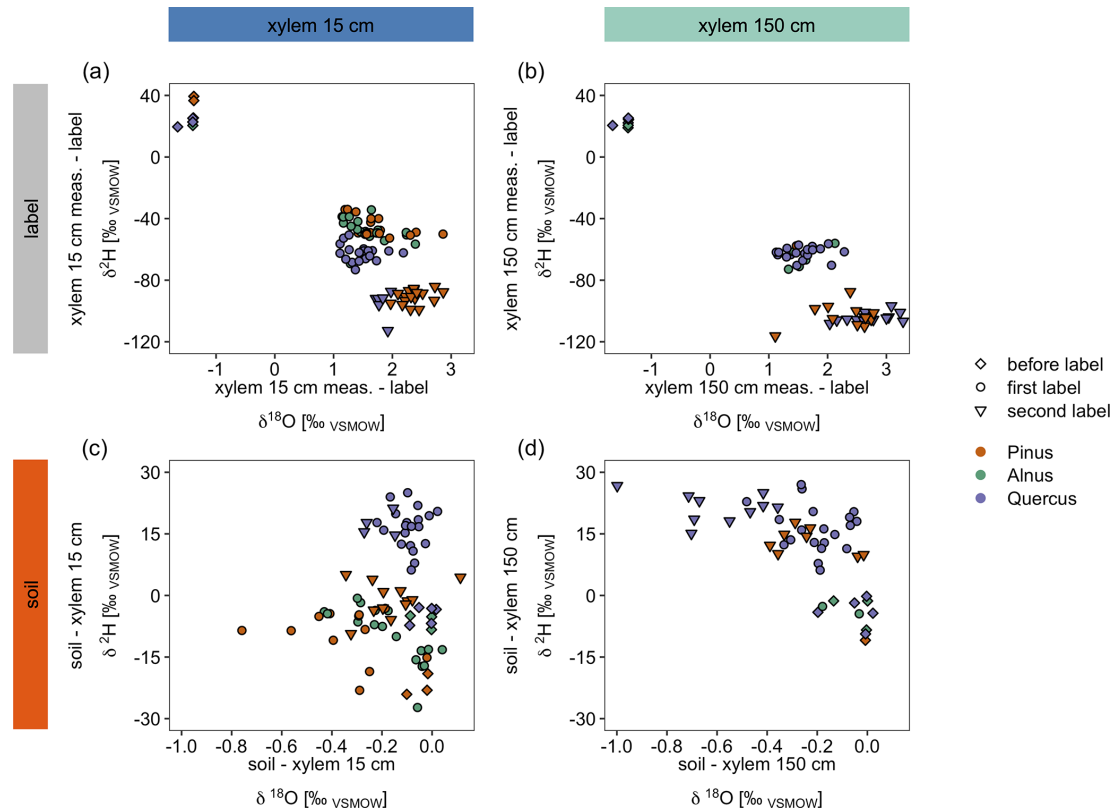 xylem 15 cm
xylem 150 cm
(a)
(b)
label
xylem 15 cm meas. - label
δ²H [‰ VSMOW]
40
0
-40
-80
-120
-1
0
1
2
3
xylem 15 cm meas. - label
δ¹⁸O [‰ VSMOW]
xylem 150 cm meas. - label
δ²H [‰ VSMOW]
40
0
-40
-80
-120
-1
0
1
2
3
xylem 150 cm meas. - label
δ¹⁸O [‰ VSMOW]
before label
first label
second label
Pinus
Alnus
Quercus
(c)
(d)
soil
soil - xylem 15 cm
δ ²H [‰ VSMOW]
30
15
0
-15
-30
-1.0
-0.8
-0.6
-0.4
-0.2
0.0
soil - xylem 15 cm
δ ¹⁸O [‰ VSMOW]
soil - xylem 150 cm
δ ²H [‰ VSMOW]
30
15
0
-15
-30
-1.0
-0.8
-0.6
-0.4
-0.2
0.0
soil - xylem 150 cm
δ ¹⁸O [‰ VSMOW]